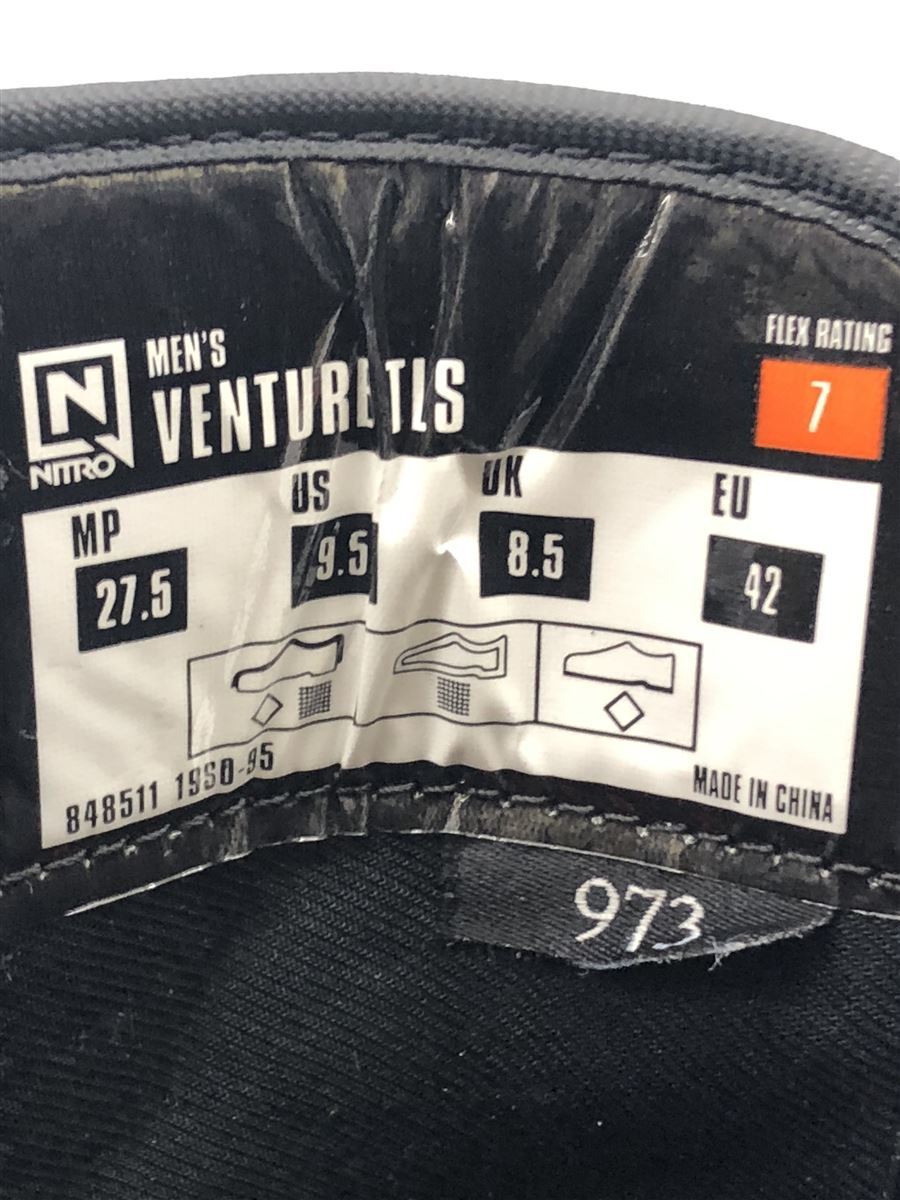 N
NITRO
MEN'S
VENTURE TLS
FLEX RATING
7
MP
US
UK
EU
27.5
9.5
8.5
42
848511 19S0-95
MADE IN CHINA
973